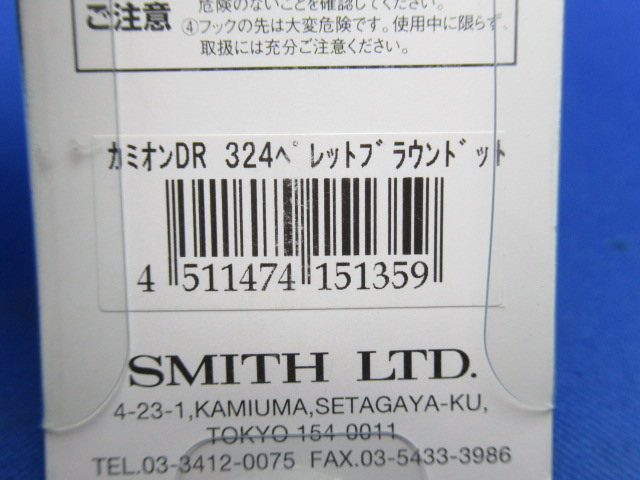 危険のないことを確認してください。
ご注意
④フックの先は大変危険です。使用中に限らず、
取扱には充分ご注意ください。
カミオンDR 324ペレットブラウンドット
4 511474 151359
SMITH LTD.
4-23-1,KAMIUMA,SETAGAYA-KU,
TOKYO 154-0011
TEL.03-3412-0075 FAX.03-5433-3986